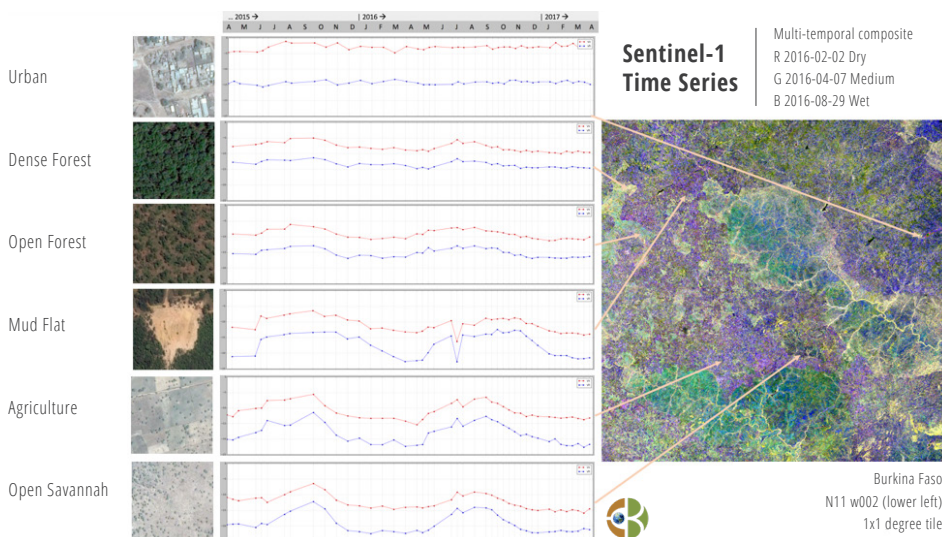 ... 2015 → | 2016 → | 2017 →
A M J J A S O N D J F M A M J J A S O N D J F M A
Sentinel-1
Time Series
Multi-temporal composite
R 2016-02-02 Dry
G 2016-04-07 Medium
B 2016-08-29 Wet
Urban
Dense Forest
Open Forest
Mud Flat
Agriculture
Open Savannah
Burkina Faso
N11 w002 (lower left)
1x1 degree tile